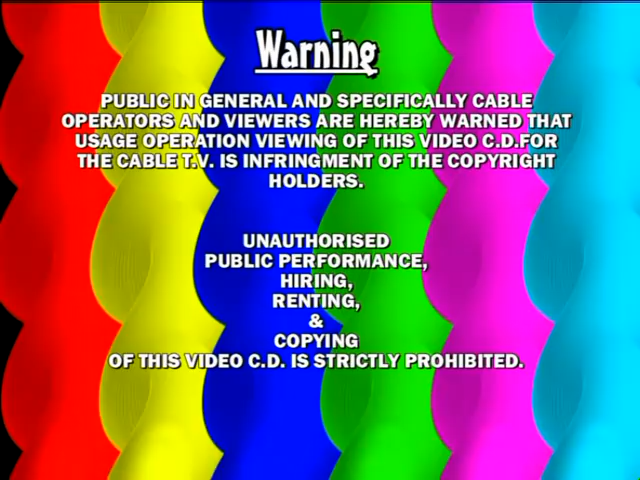 Warning
PUBLIC IN GENERAL AND SPECIFICALLY CABLE
OPERATORS AND VIEWERS ARE HEREBY WARNED THAT
USAGE OPERATION VIEWING OF THIS VIDEO C.D.FOR
THE CABLE T.V. IS INFRINGMENT OF THE COPYRIGHT
HOLDERS.
UNAUTHORISED
PUBLIC PERFORMANCE,
HIRING,
RENTING,
&
COPYING
OF THIS VIDEO C.D. IS STRICTLY PROHIBITED.